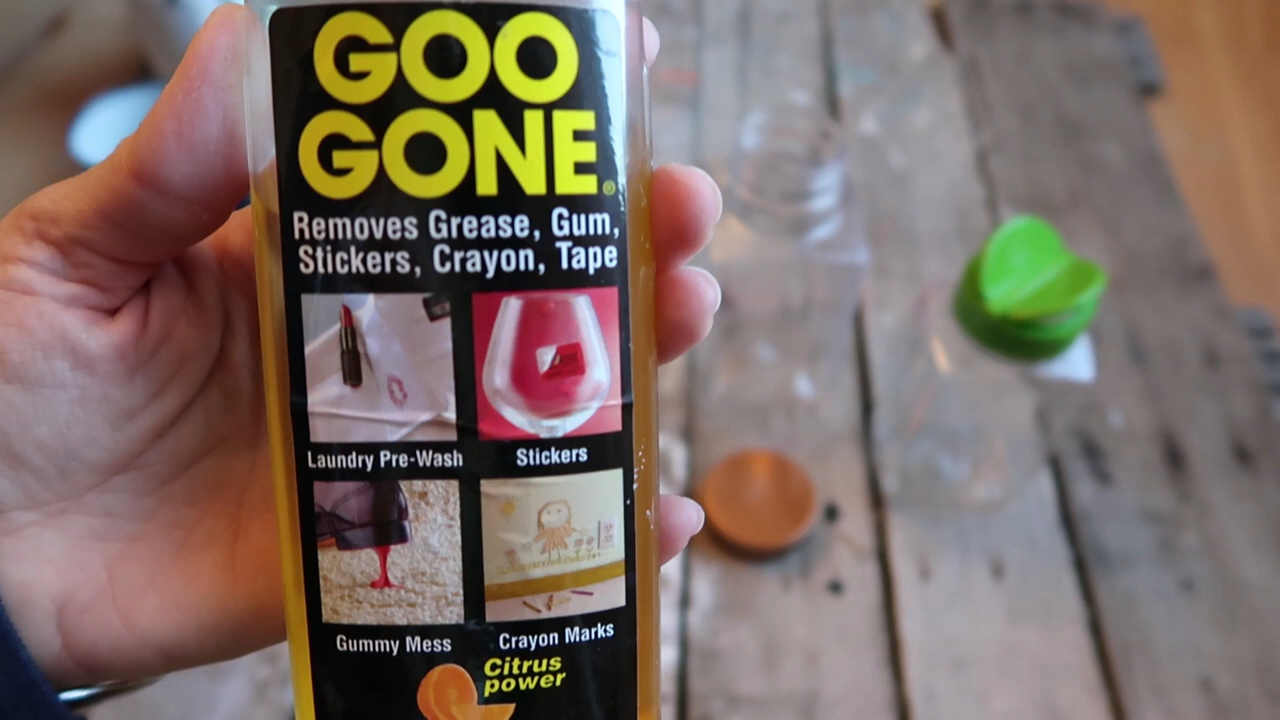 GOO
GONE®
Removes Grease, Gum,
Stickers, Crayon, Tape
Laundry Pre-Wash
Stickers
Gummy Mess
Crayon Marks
Citrus
power